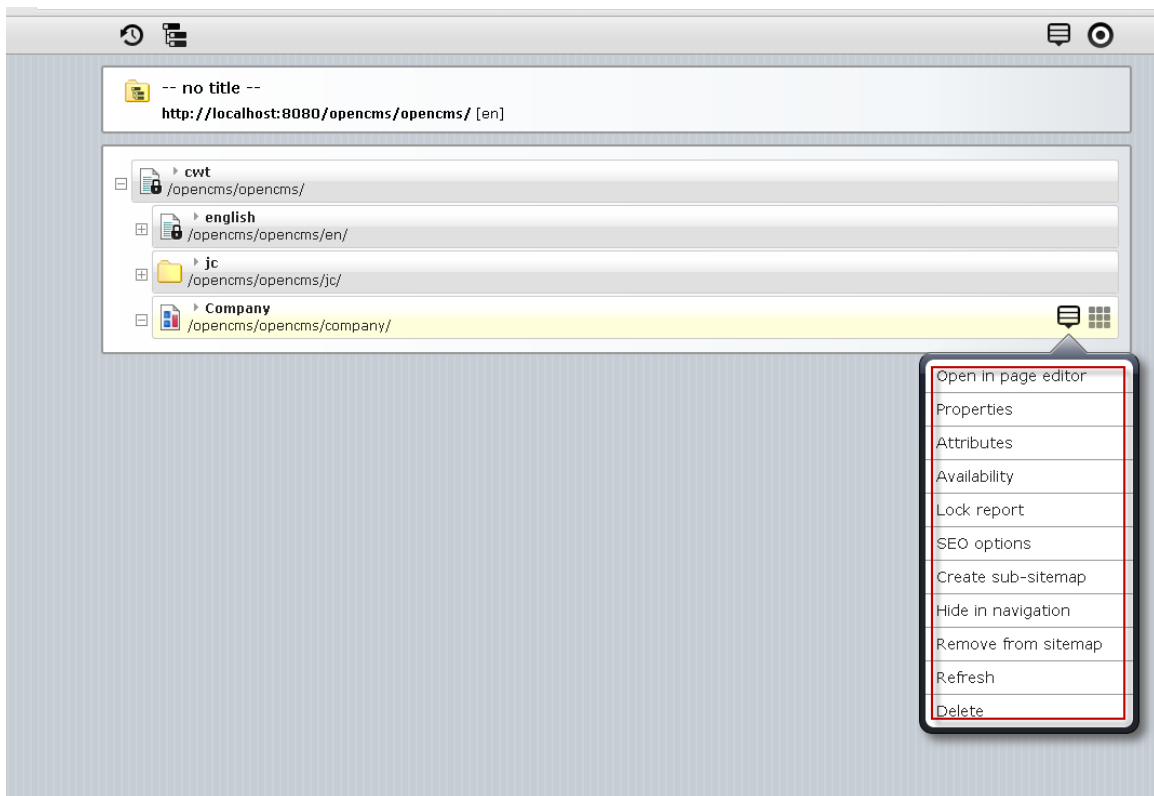 -- no title --
http://localhost:8080/opencms/opencms/ [en]
cwt
/opencms/opencms/
english
/opencms/opencms/en/
jc
/opencms/opencms/jc/
Company
/opencms/opencms/company/
Open in page editor
Properties
Attributes
Availability
Lock report
SEO options
Create sub-sitemap
Hide in navigation
Remove from sitemap
Refresh
Delete